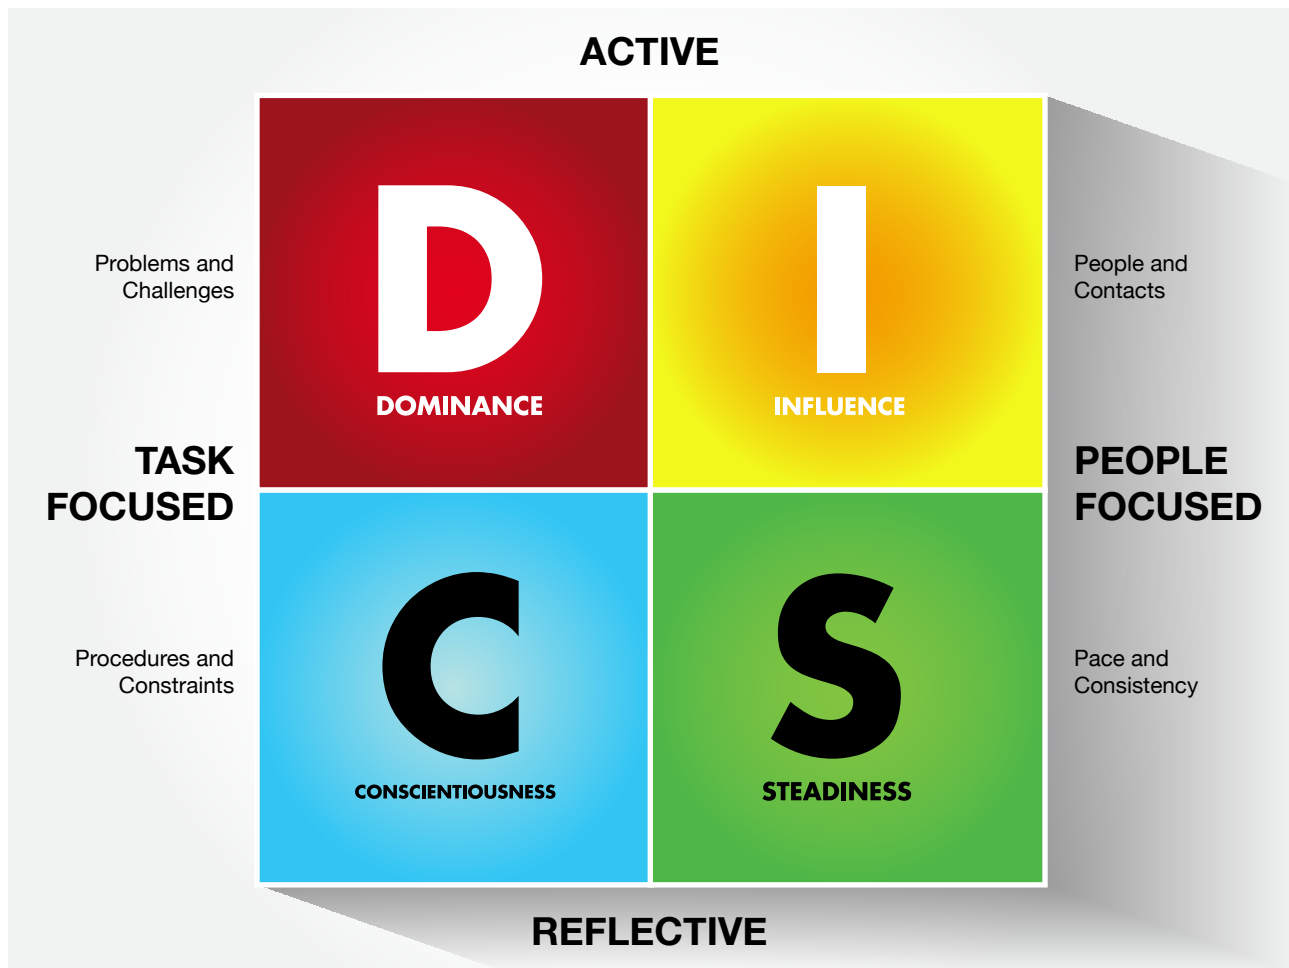 ACTIVE
D
I
Problems and
Challenges
People and
Contacts
DOMINANCE
INFLUENCE
TASK
FOCUSED
PEOPLE
FOCUSED
C
S
Procedures and
Constraints
Pace and
Consistency
CONSCIENTIOUSNESS
STEADINESS
REFLECTIVE